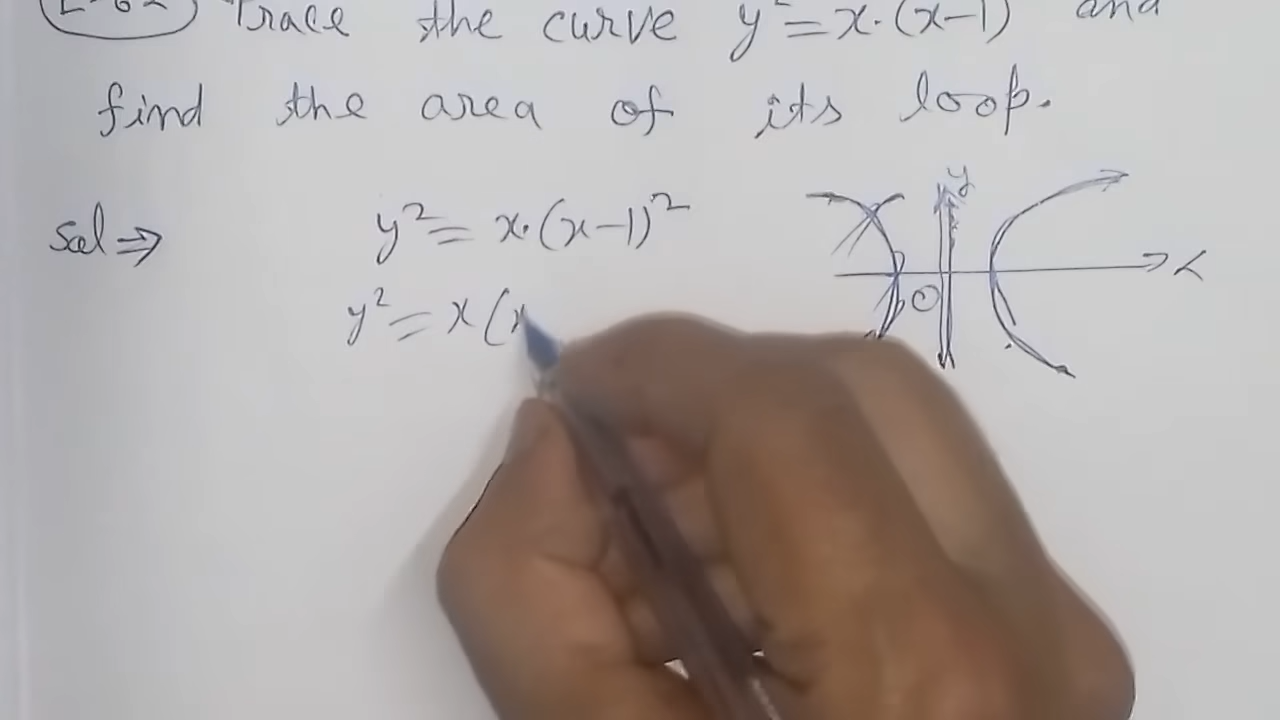 Trace the curve y²=x.(x-1) and
find the area of its loop.
Sol ⇒ y² = x.(x-1)²
y
x
O
y² = x(x